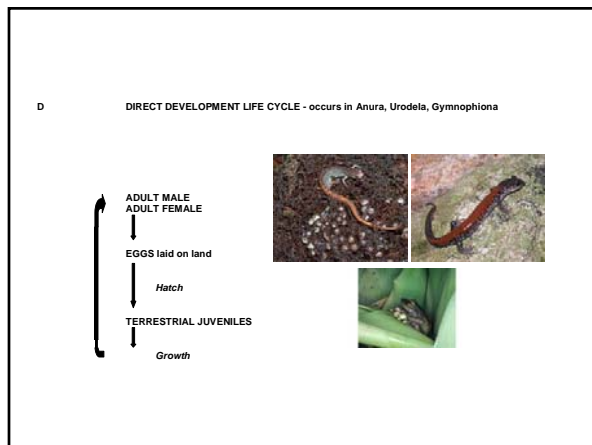 D DIRECT DEVELOPMENT LIFE CYCLE - occurs in Anura, Urodela, Gymnophiona
ADULT MALE
ADULT FEMALE
EGGS laid on land
Hatch
TERRESTRIAL JUVENILES
Growth